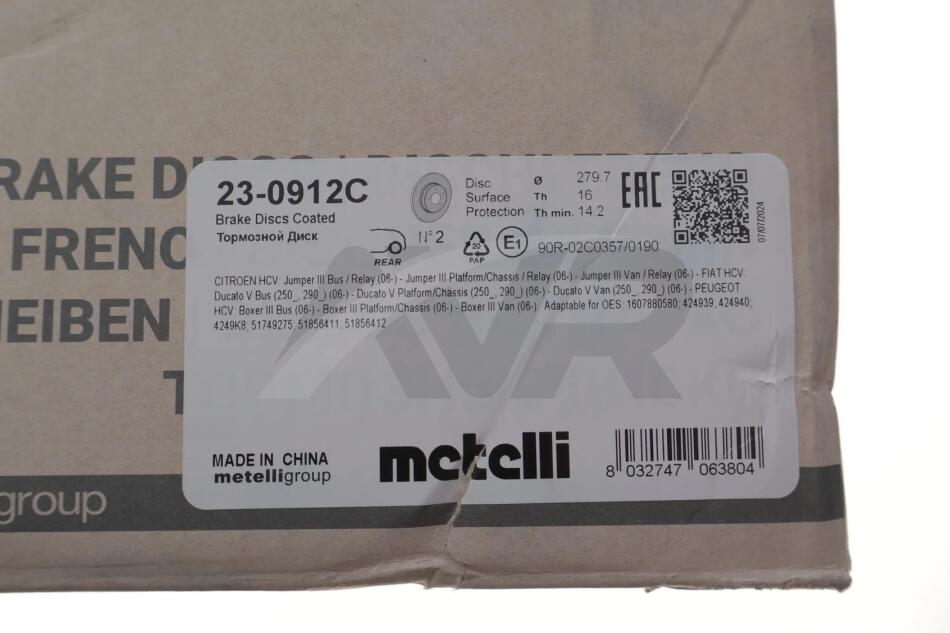 RAKE DISCS
23-0912C
Brake Discs Coated
Тормозной Диск
Disc
Surface
Protection
ø 279.7
Th 16
Th min. 14.2
EAC
07/07/2024
REAR
N°2
20
PAP
E1
90R-02C0357/0190
CITROEN HCV: Jumper III Bus / Relay (06-) - Jumper III Platform/Chassis / Relay (06-) - Jumper III Van / Relay (06-) - FIAT HCV:
Ducato V Bus (250_, 290_) (06-) - Ducato V Platform/Chassis (250_, 290_) (06-) - Ducato V Van (250_, 290_) (06-) - PEUGEOT
HCV: Boxer III Bus (06-) - Boxer III Platform/Chassis (06-) - Boxer III Van (06-). Adaptable for OES: 1607880580; 424939; 424940;
4249K8; 51749275; 51856411; 51856412
FRENO
HEIBEN
AVR
MADE IN CHINA
metelligroup
metelli
8 032747 063804
group